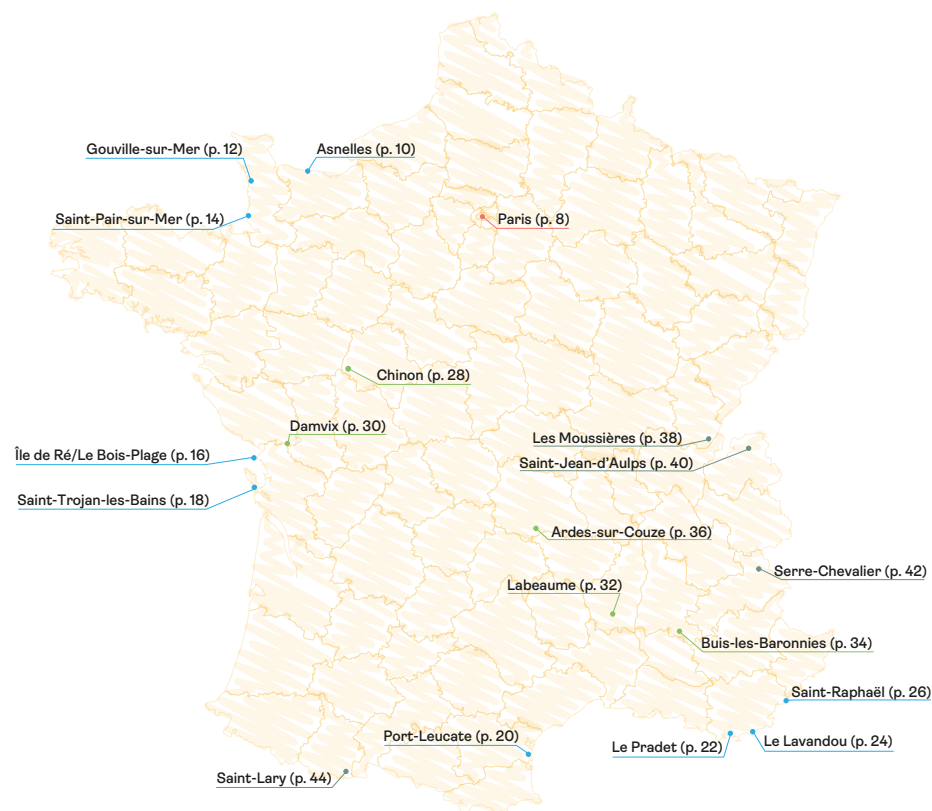 Gouville-sur-Mer (p. 12)
Asnelles (p. 10)
Saint-Pair-sur-Mer (p. 14)
Paris (p. 8)
Chinon (p. 28)
Damvix (p. 30)
Les Moussières (p. 38)
Île de Ré/Le Bois-Plage (p. 16)
Saint-Jean-d'Aulps (p. 40)
Saint-Trojan-les-Bains (p. 18)
Ardes-sur-Couze (p. 36)
Serre-Chevalier (p. 42)
Labeaume (p. 32)
Buis-les-Baronnies (p. 34)
Saint-Raphaël (p. 26)
Port-Leucate (p. 20)
Le Pradet (p. 22)
Le Lavandou (p. 24)
Saint-Lary (p. 44)